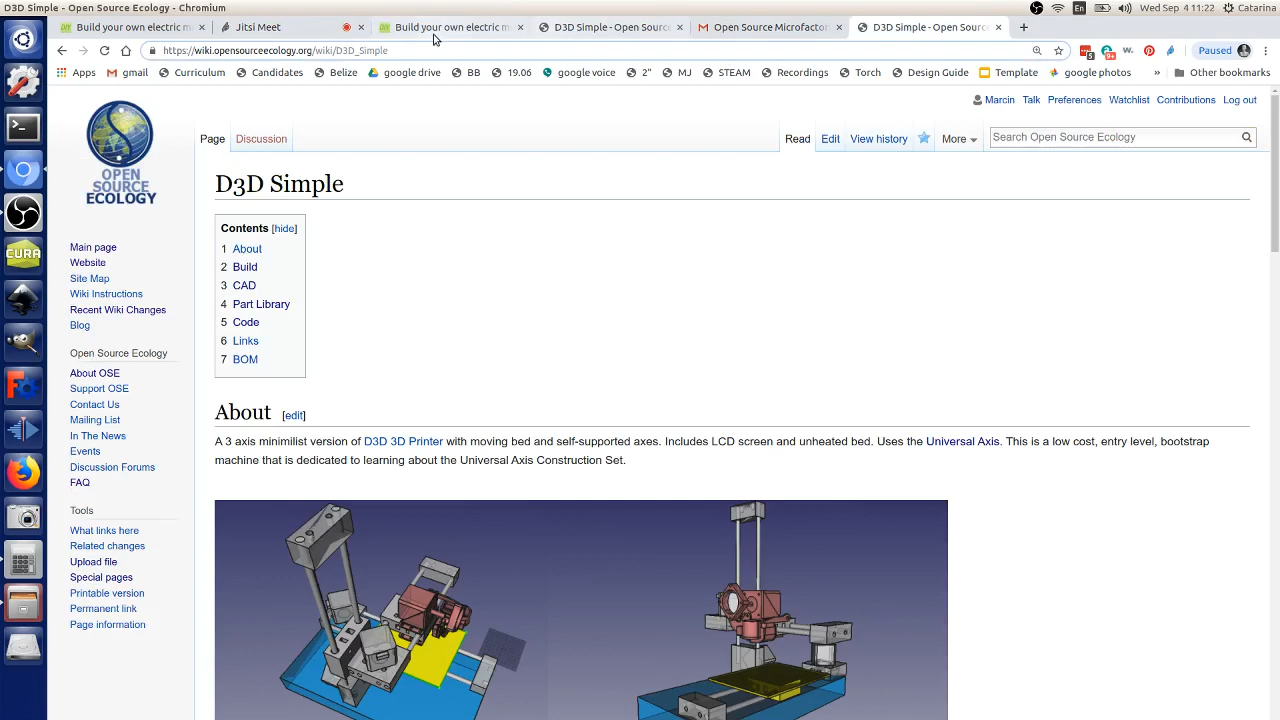 D3D Simple - Open Source Ecology - Chromium
En
Wed Sep 4 • 11:22
Catarina
Build your own electric m
Jitsi Meet
Build your own electric m
D3D Simple - Open Sourc
Open Source Microfactor
D3D Simple - Open Sourc
https://wiki.opensourceecology.org/wiki/D3D_Simple
Paused
Apps
gmail
Curriculum
Candidates
Belize
google drive
BB
19.06
google voice
2"
MJ
STEAM
Recordings
Torch
Design Guide
Template
google photos
»
Other bookmarks
Marcin
Talk
Preferences
Watchlist
Contributions
Log out
OPEN
SOURCE
ECOLOGY
Page
Discussion
Read
Edit
View history
More
Search Open Source Ecology
D3D Simple
Contents [hide]
1 About
2 Build
3 CAD
4 Part Library
5 Code
6 Links
7 BOM
Main page
Website
Site Map
Wiki Instructions
Recent Wiki Changes
Blog
Open Source Ecology
About OSE
Support OSE
Contact Us
Mailing List
In The News
Events
Discussion Forums
FAQ
Tools
What links here
Related changes
Upload file
Special pages
Printable version
Permanent link
Page information
CURA
About [edit]
A 3 axis minimilist version of D3D 3D Printer with moving bed and self-supported axes. Includes LCD screen and unheated bed. Uses the Universal Axis. This is a low cost, entry level, bootstrap
machine that is dedicated to learning about the Universal Axis Construction Set.